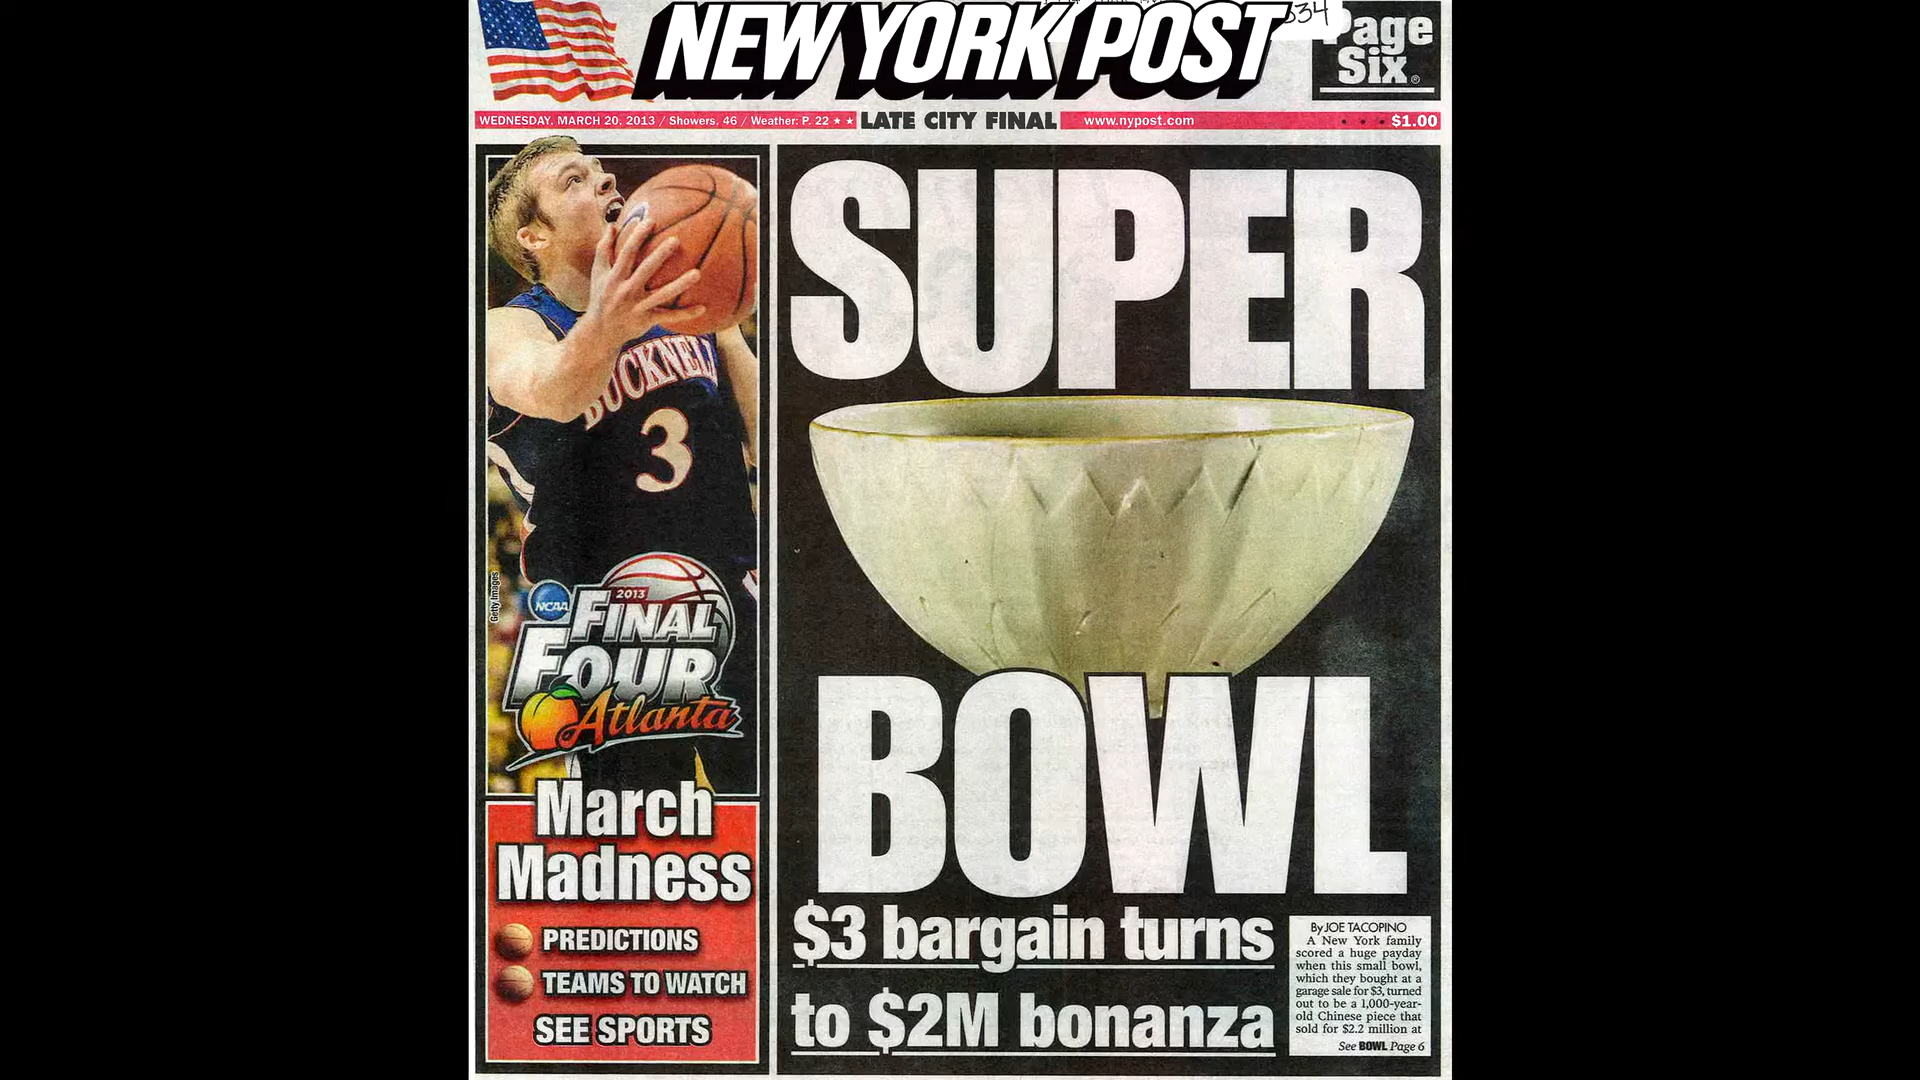 NEW YORK POST
Page
Six®
WEDNESDAY, MARCH 20, 2013 / Showers, 46 / Weather: P. 22 ★ ★
LATE CITY FINAL
www.nypost.com
$1.00
SUPER
BOWL
$3 bargain turns
to $2M bonanza
By JOE TACOPINO
A New York family
scored a huge payday
when this small bowl,
which they bought at a
garage sale for $3, turned
out to be a 1,000-year-
old Chinese piece that
sold for $2.2 million at
See BOWL Page 6
BUCKNELL
3
Getty Images
NCAA
2013
FINAL
FOUR
Atlanta
March
Madness
PREDICTIONS
TEAMS TO WATCH
SEE SPORTS